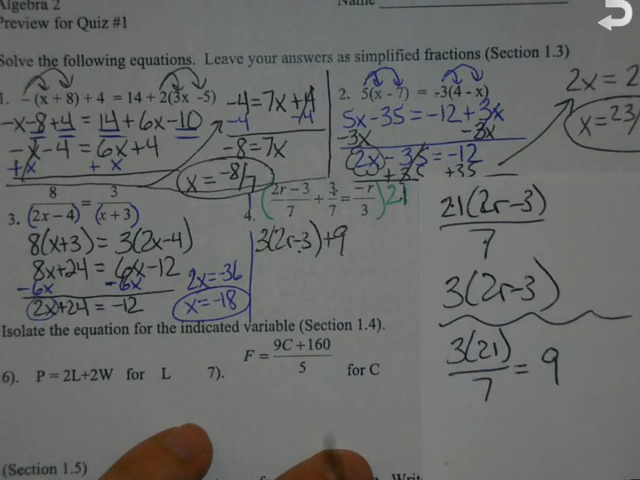 Algebra 2
Name
Preview for Quiz #1
Solve the following equations. Leave your answers as simplified fractions (Section 1.3)
1. -(x + 8) + 4 = 14 + 2(3x - 5)
-x-8+4 = 14+6x-10
-x-4 = 6x+4
+x + x
-4=7x+4
-4 -4
-8=7x
x=-8/7
2. 5(x - 7) = -3(4 - x)
5x-35=-12+3x
-3x -3x
2x-35=-12
+35 +35
2x=2
x=23/
3. 8/(2x - 4) = 3/(x + 3)
8(x+3) = 3(2x-4)
8x+24 = 6x-12
-6x -6x
2x+24 = -12
2x=-36
x=-18
4. (2r - 3)/7 + 3/7 = -r/3 )21
3(2r-3)+9
21(2r-3)/7
3(2r-3)
3(21)/7 = 9
Isolate the equation for the indicated variable (Section 1.4).
6). P = 2L+2W for L
7). F = (9C+160)/5 for C
(Section 1.5)
Writ